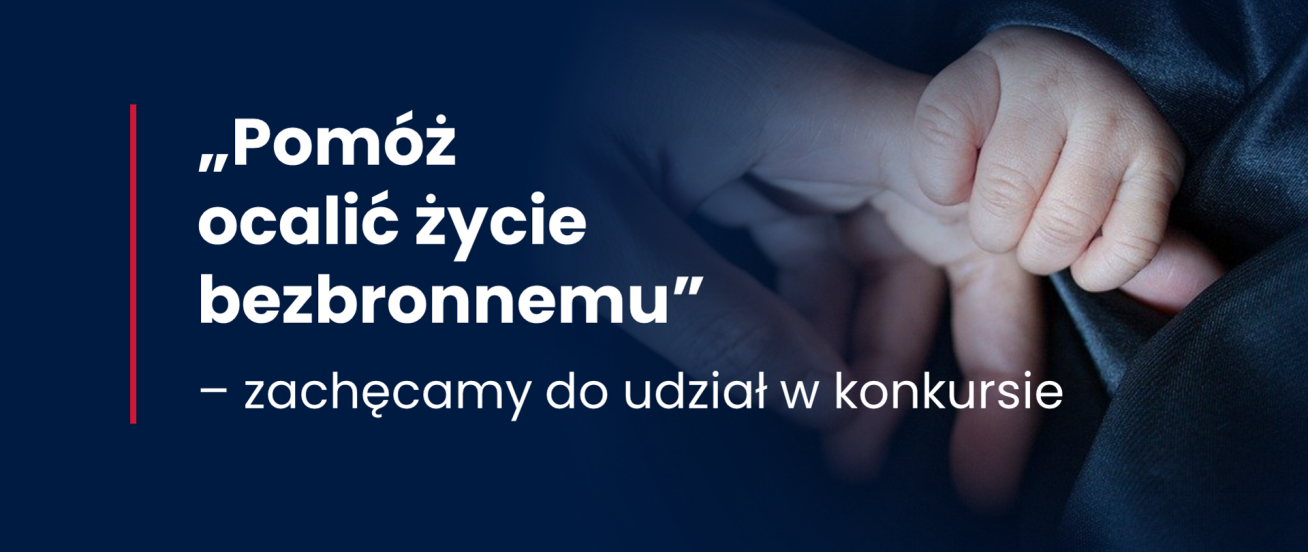 „Pomóż
ocalić życie
bezbronnemu”
– zachęcamy do udział w konkursie